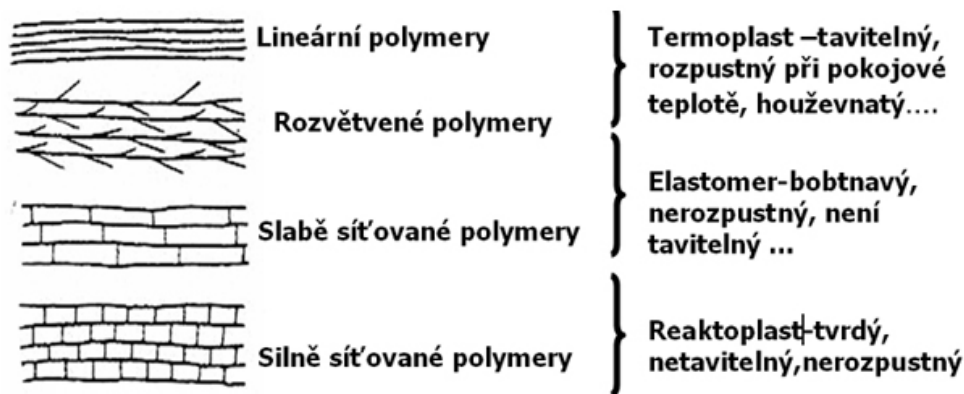 Lineární polymery
Termoplast –tavitelný,
rozpustný při pokojové
teplotě, houževnatý....
Rozvětvené polymery
Elastomer-bobtnavý,
nerozpustný, není
tavitelný ...
Slabě síťované polymery
Reaktoplast-tvrdý,
netavitelný,nerozpustný
Silně síťované polymery